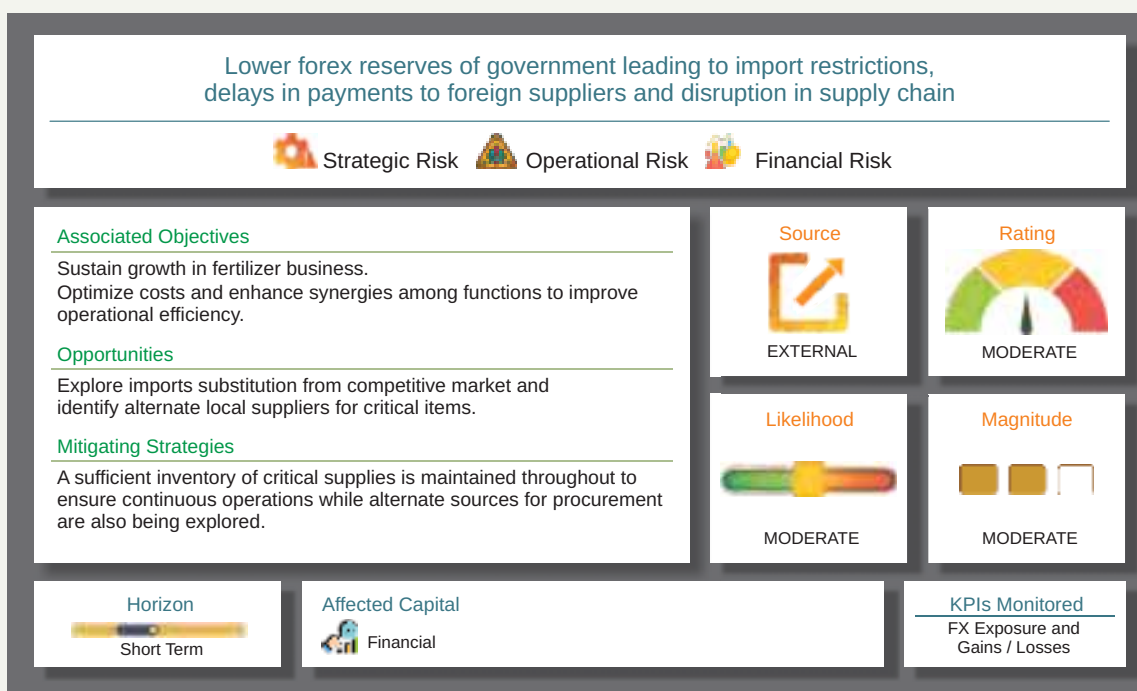 Lower forex reserves of government leading to import restrictions,
delays in payments to foreign suppliers and disruption in supply chain
Strategic Risk Operational Risk Financial Risk
Associated Objectives
Sustain growth in fertilizer business.
Optimize costs and enhance synergies among functions to improve
operational efficiency.
Opportunities
Explore imports substitution from competitive market and
identify alternate local suppliers for critical items.
Mitigating Strategies
A sufficient inventory of critical supplies is maintained throughout to
ensure continuous operations while alternate sources for procurement
are also being explored.
Source
EXTERNAL
Rating
MODERATE
Likelihood
MODERATE
Magnitude
MODERATE
Horizon
Short Term
Affected Capital
Financial
KPIs Monitored
FX Exposure and
Gains / Losses